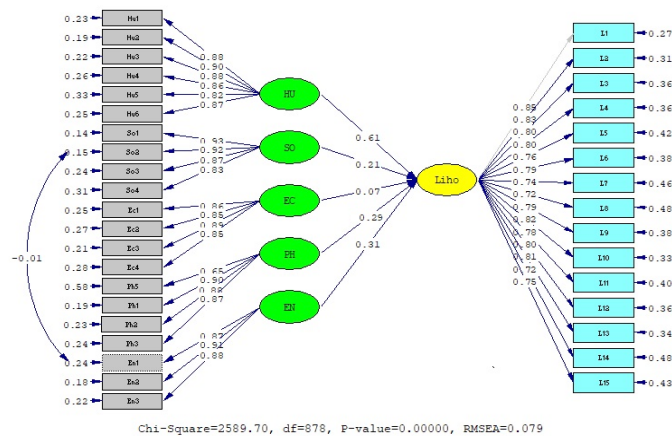 0.23 Hu1
0.19 Hu2
0.22 Hu3
0.26 Hu4
0.33 Hu5
0.25 Hu6
0.14 So1
0.15 So2
0.24 So3
0.31 So4
0.25 Ec1
0.27 Ec2
0.21 Ec3
0.28 Ec4
0.58 Ph5
0.19 Ph1
0.23 Ph2
0.24 Ph3
0.24 En1
0.18 En2
0.22 En3
-0.01
0.88
0.90
0.88
0.86
0.82
0.87
0.93
0.92
0.87
0.83
0.86
0.85
0.89
0.85
0.65
0.90
0.88
0.87
0.87
0.91
0.88
HU
SO
EC
PH
EN
0.61
0.21
0.07
0.29
0.31
Liho
0.85
0.83
0.80
0.80
0.76
0.79
0.74
0.72
0.79
0.82
0.78
0.80
0.81
0.72
0.75
L1 0.27
L2 0.31
L3 0.36
L4 0.36
L5 0.42
L6 0.38
L7 0.46
L8 0.48
L9 0.38
L10 0.33
L11 0.40
L12 0.36
L13 0.34
L14 0.48
L15 0.43
Chi-Square=2589.70, df=878, P-value=0.00000, RMSEA=0.079